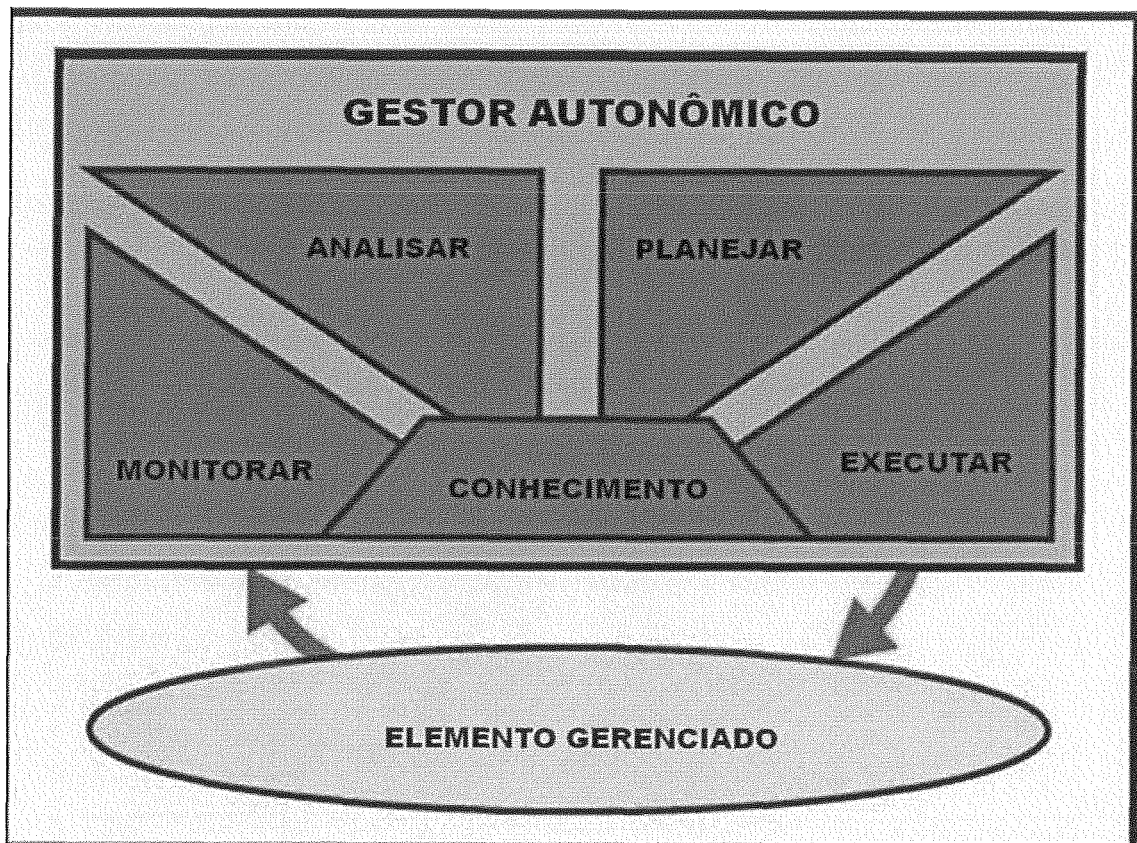 GESTOR AUTONÔMICO
ANALISAR
PLANEJAR
MONITORAR
CONHECIMENTO
EXECUTAR
ELEMENTO GERENCIADO